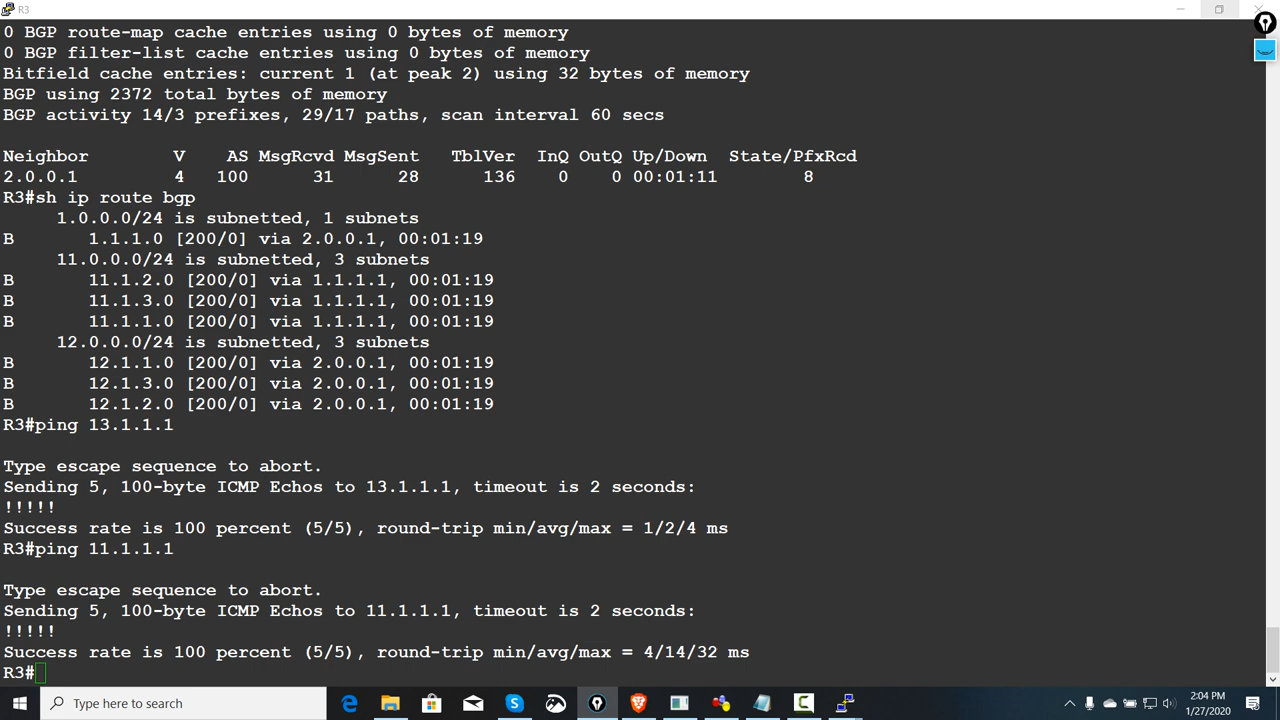 R3
0 BGP route-map cache entries using 0 bytes of memory
0 BGP filter-list cache entries using 0 bytes of memory
Bitfield cache entries: current 1 (at peak 2) using 32 bytes of memory
BGP using 2372 total bytes of memory
BGP activity 14/3 prefixes, 29/17 paths, scan interval 60 secs
Neighbor V AS MsgRcvd MsgSent TblVer InQ OutQ Up/Down State/PfxRcd
2.0.0.1 4 100 31 28 136 0 0 00:01:11 8
R3#sh ip route bgp
1.0.0.0/24 is subnetted, 1 subnets
B 1.1.1.0 [200/0] via 2.0.0.1, 00:01:19
11.0.0.0/24 is subnetted, 3 subnets
B 11.1.2.0 [200/0] via 1.1.1.1, 00:01:19
B 11.1.3.0 [200/0] via 1.1.1.1, 00:01:19
B 11.1.1.0 [200/0] via 1.1.1.1, 00:01:19
12.0.0.0/24 is subnetted, 3 subnets
B 12.1.1.0 [200/0] via 2.0.0.1, 00:01:19
B 12.1.3.0 [200/0] via 2.0.0.1, 00:01:19
B 12.1.2.0 [200/0] via 2.0.0.1, 00:01:19
R3#ping 13.1.1.1
Type escape sequence to abort.
Sending 5, 100-byte ICMP Echos to 13.1.1.1, timeout is 2 seconds:
!!!!!
Success rate is 100 percent (5/5), round-trip min/avg/max = 1/2/4 ms
R3#ping 11.1.1.1
Type escape sequence to abort.
Sending 5, 100-byte ICMP Echos to 11.1.1.1, timeout is 2 seconds:
!!!!!
Success rate is 100 percent (5/5), round-trip min/avg/max = 4/14/32 ms
R3#
Type here to search
2:04 PM
1/27/2020